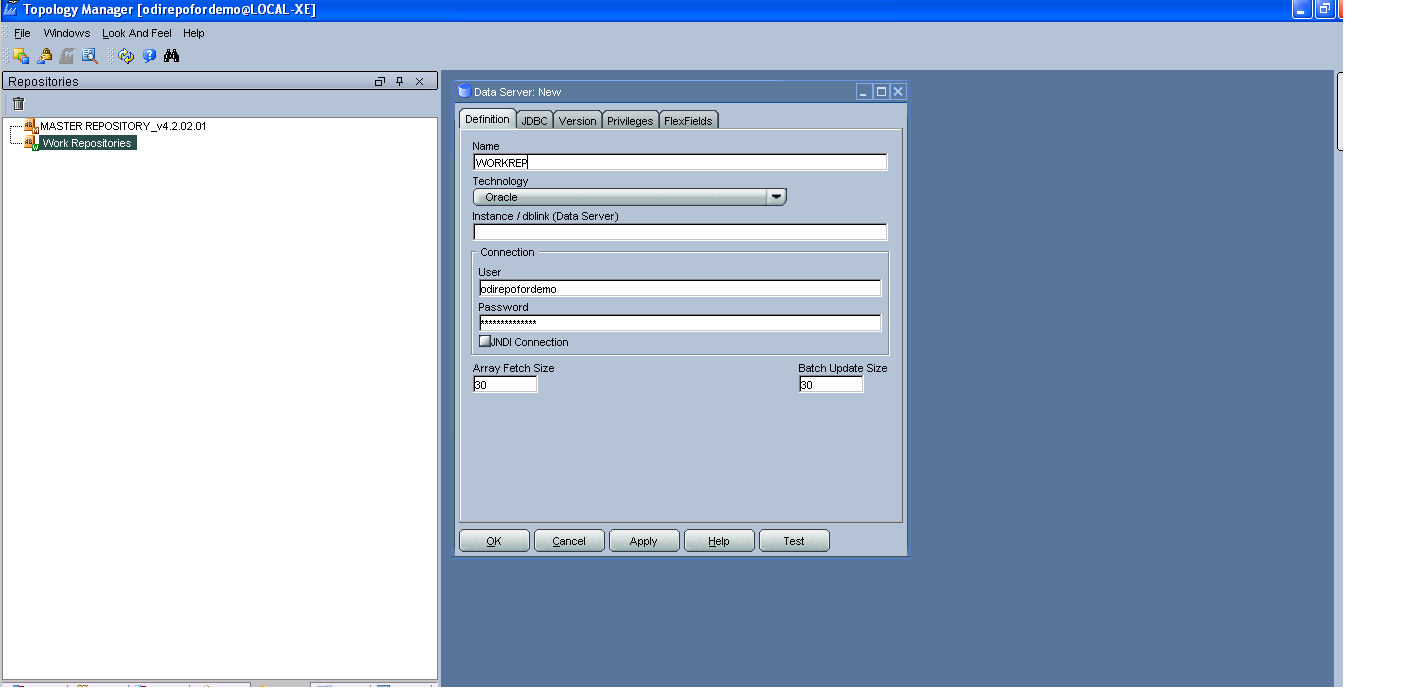 Topology Manager [odirepofordemo@LOCAL-XE]
File Windows Look And Feel Help
Repositories
MASTER REPOSITORY_v4.2.02.01
Work Repositories
Data Server: New
Definition JDBC Version Privileges FlexFields
Name
WORKREP
Technology
Oracle
Instance / dblink (Data Server)
Connection
User
odirepofordemo
Password
*************
JNDI Connection
Array Fetch Size Batch Update Size
30 30
OK Cancel Apply Help Test